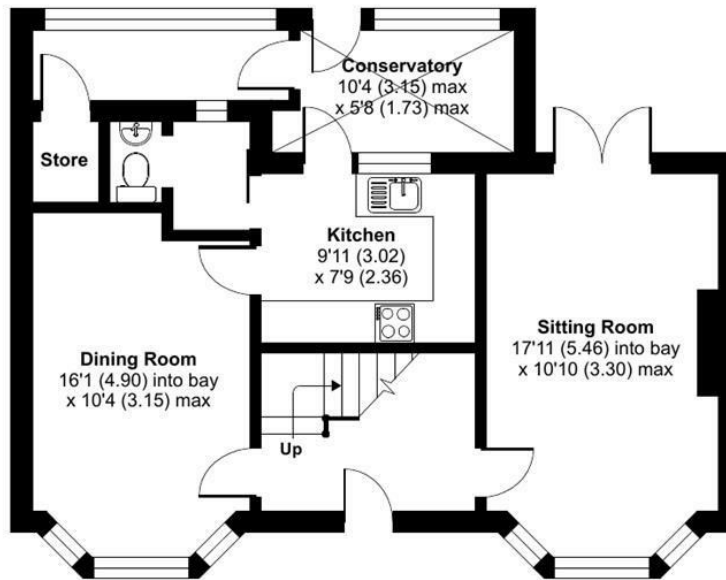 Conservatory
10'4 (3.15) max
x 5'8 (1.73) max
Store
Kitchen
9'11 (3.02)
x 7'9 (2.36)
Dining Room
16'1 (4.90) into bay
x 10'4 (3.15) max
Sitting Room
17'11 (5.46) into bay
x 10'10 (3.30) max
Up